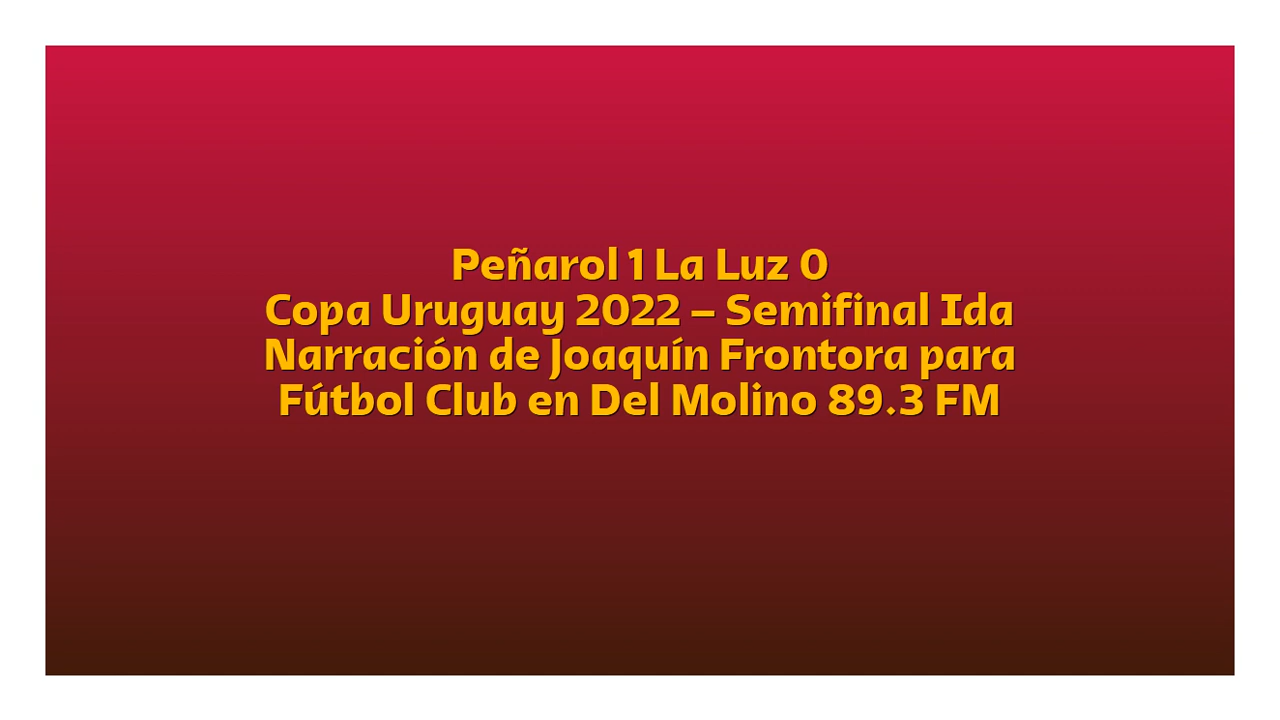 Peñarol 1 La Luz 0
Copa Uruguay 2022 – Semifinal Ida
Narración de Joaquín Frontora para
Fútbol Club en Del Molino 89.3 FM